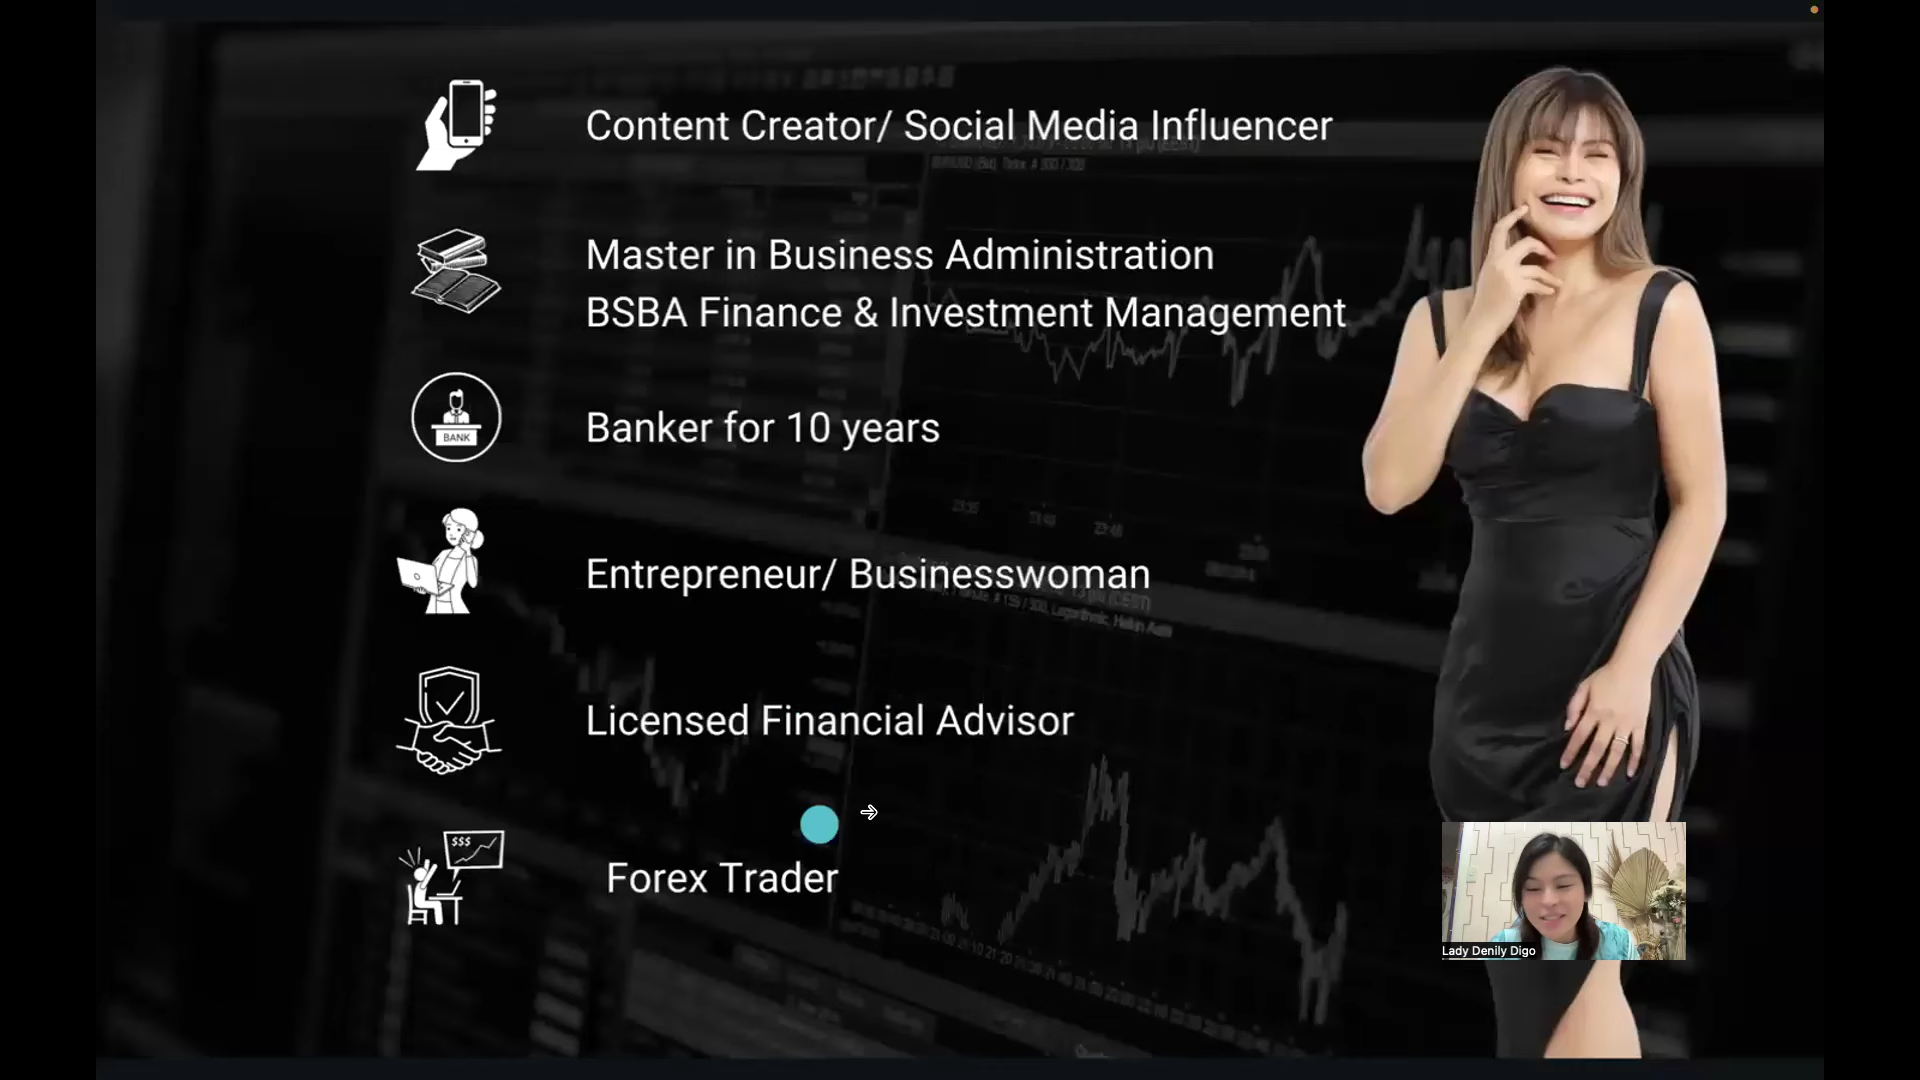 Content Creator/ Social Media Influencer
Master in Business Administration
BSBA Finance & Investment Management
BANK
Banker for 10 years
Entrepreneur/ Businesswoman
Licensed Financial Advisor
$$$
Forex Trader
Lady Denily Digo